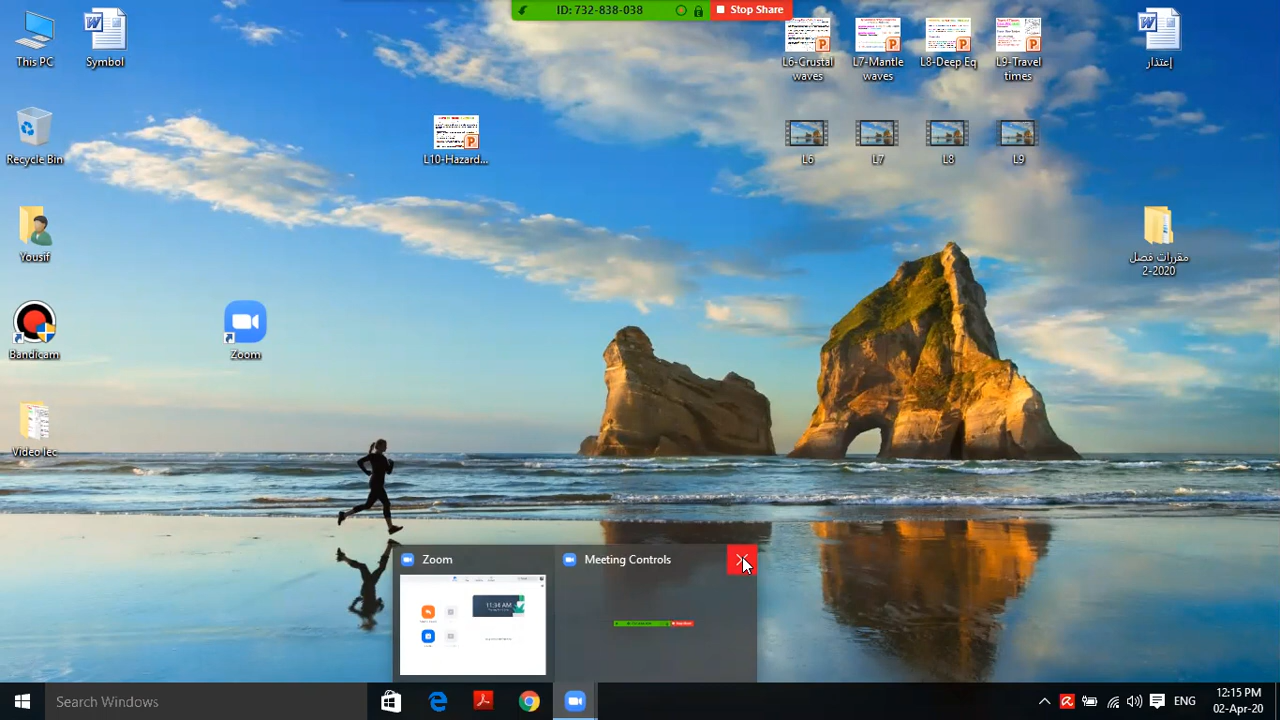 ID: 732-838-038
Stop Share
This PC
Symbol
L6-Crustal
waves
L7-Mantle
waves
L8-Deep Eq
L9-Travel
times
إعتذار
Recycle Bin
L10-Hazard...
L6
L7
L8
L9
Yousif
مقررات فصل
2-2020
Bandicam
Zoom
Video lec
Zoom
Meeting Controls
11:34 AM
Stop Share
Search Windows
ENG
12:15 PM
02-Apr-20